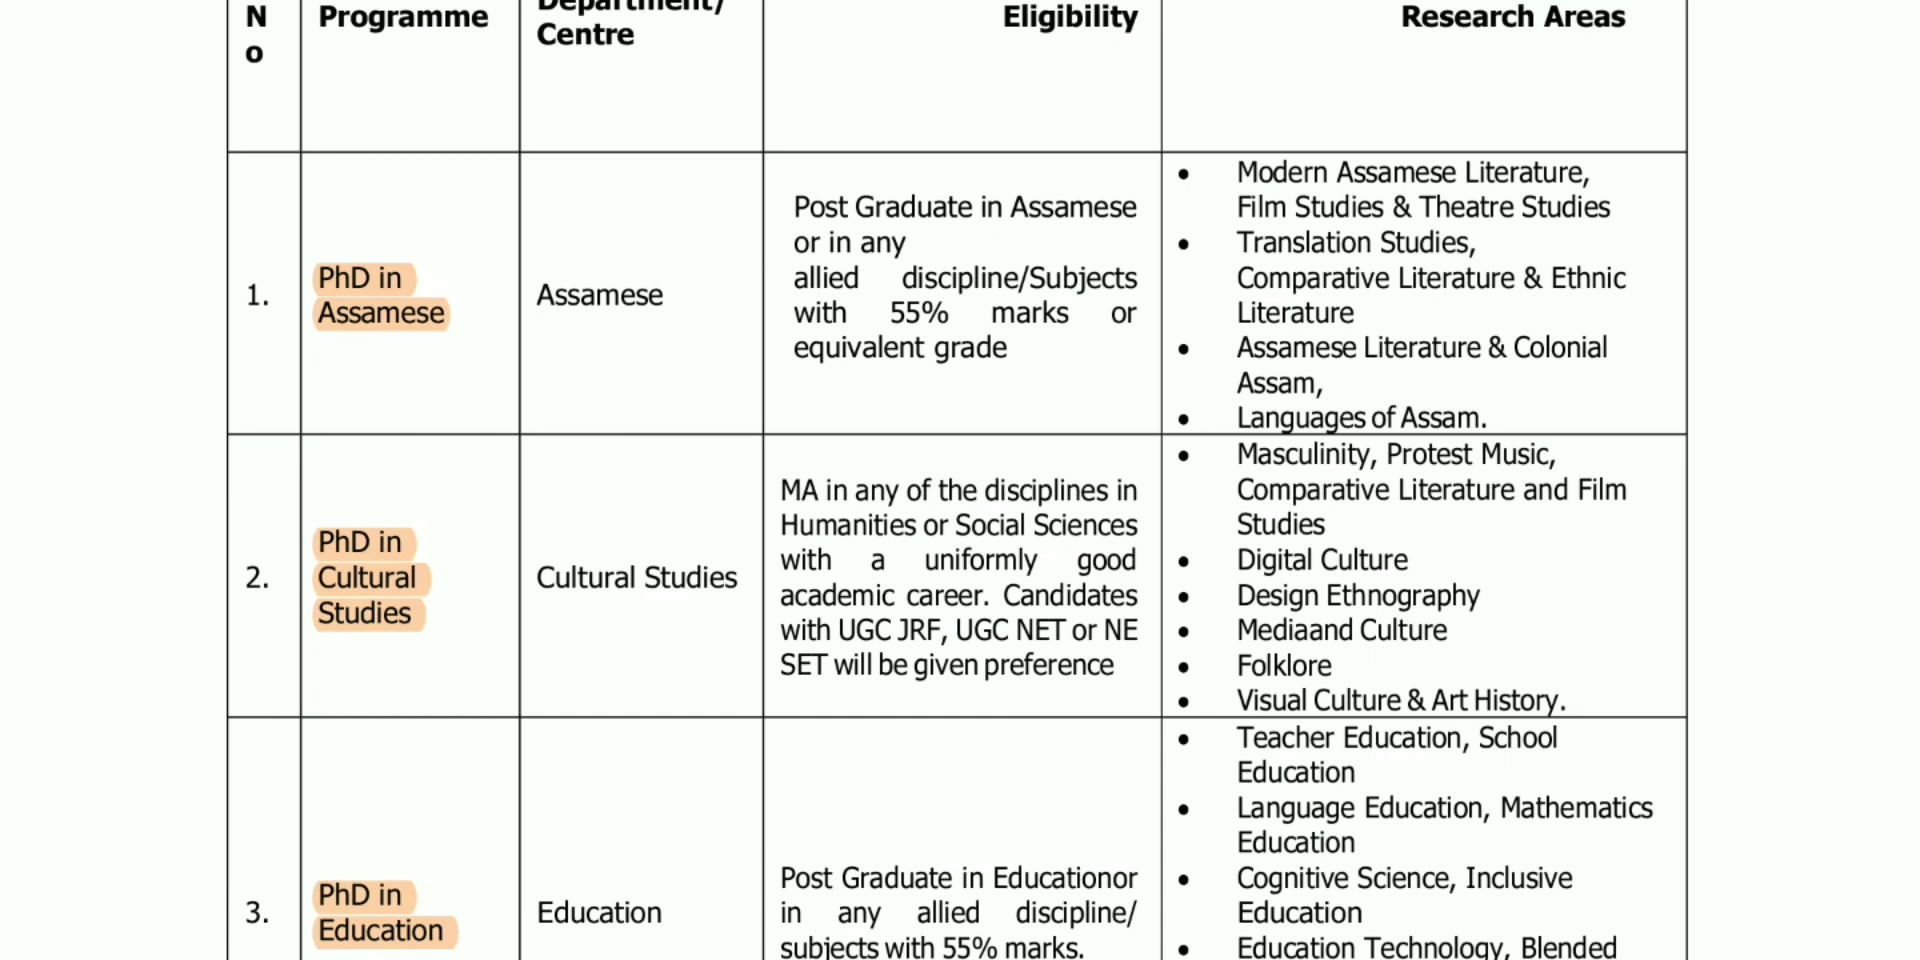 N
o
Programme
Department/
Centre
Eligibility
Research Areas
1.
PhD in
Assamese
Assamese
Post Graduate in Assamese
or in any
allied discipline/Subjects
with 55% marks or
equivalent grade
• Modern Assamese Literature,
Film Studies & Theatre Studies
• Translation Studies,
Comparative Literature & Ethnic
Literature
• Assamese Literature & Colonial
Assam,
• Languages of Assam.
2.
PhD in
Cultural
Studies
Cultural Studies
MA in any of the disciplines in
Humanities or Social Sciences
with a uniformly good
academic career. Candidates
with UGC JRF, UGC NET or NE
SET will be given preference
• Masculinity, Protest Music,
Comparative Literature and Film
Studies
• Digital Culture
• Design Ethnography
• Mediaand Culture
• Folklore
• Visual Culture & Art History.
3.
PhD in
Education
Education
Post Graduate in Educationor
in any allied discipline/
subjects with 55% marks.
• Teacher Education, School
Education
• Language Education, Mathematics
Education
• Cognitive Science, Inclusive
Education
• Education Technology, Blended